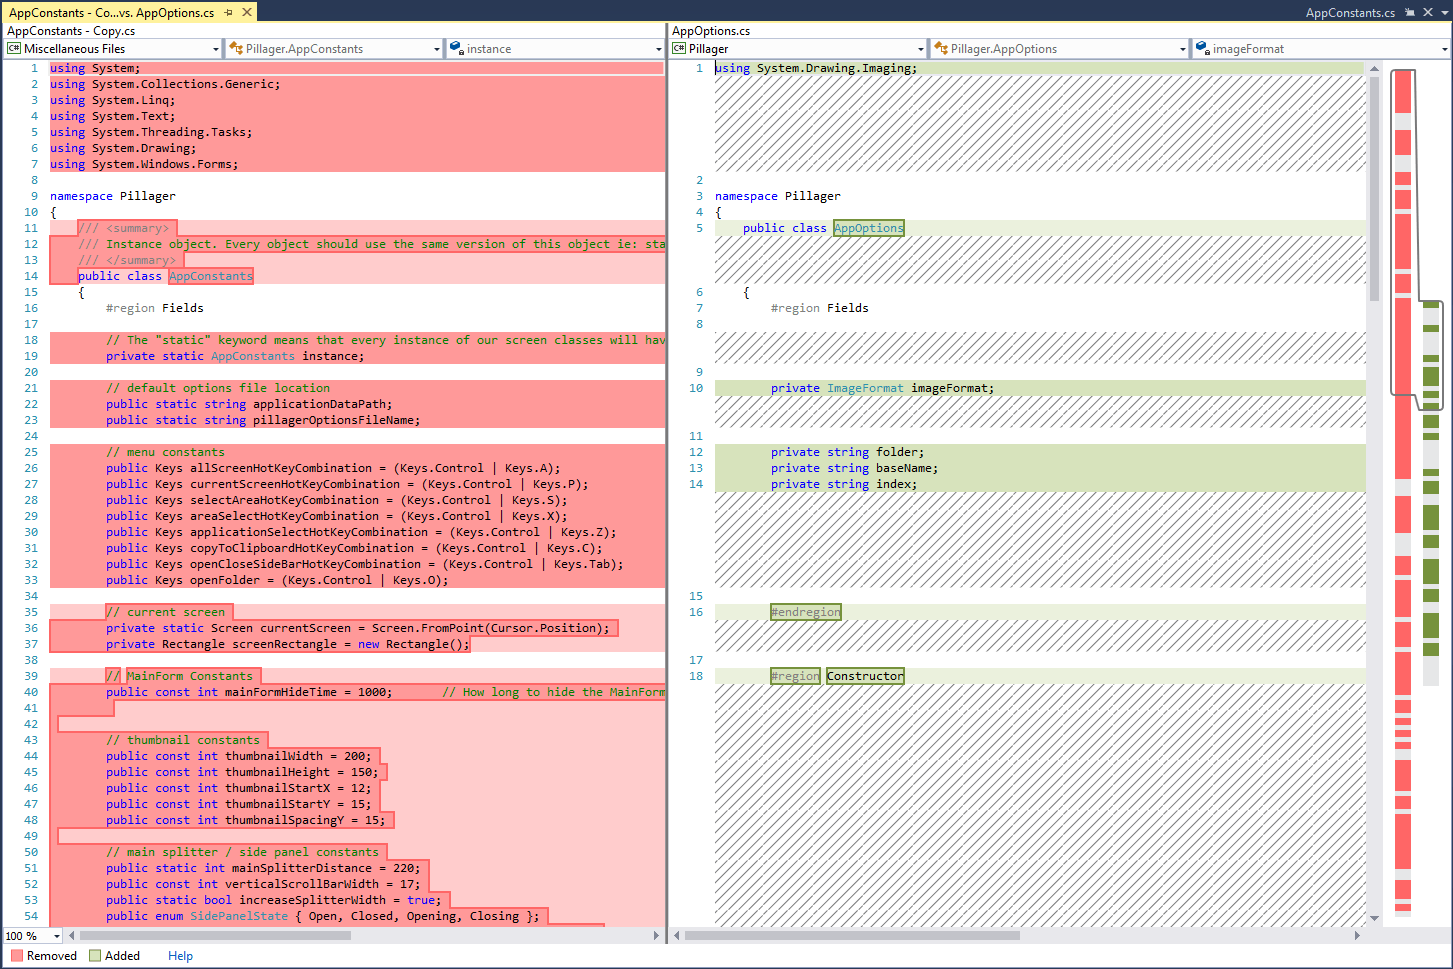 AppConstants - Co...vs. AppOptions.cs
AppConstants.cs
AppConstants - Copy.cs
AppOptions.cs
C# Miscellaneous Files
Pillager.AppConstants
instance
C# Pillager
Pillager.AppOptions
imageFormat
1 using System;
2 using System.Collections.Generic;
3 using System.Linq;
4 using System.Text;
5 using System.Threading.Tasks;
6 using System.Drawing;
7 using System.Windows.Forms;
8
9 namespace Pillager
10 {
11 /// <summary>
12 /// Instance object. Every object should use the same version of this object ie: sta
13 /// </summary>
14 public class AppConstants
15 {
16 #region Fields
17
18 // The "static" keyword means that every instance of our screen classes will hav
19 private static AppConstants instance;
20
21 // default options file location
22 public static string applicationDataPath;
23 public static string pillagerOptionsFileName;
24
25 // menu constants
26 public Keys allScreenHotKeyCombination = (Keys.Control | Keys.A);
27 public Keys currentScreenHotKeyCombination = (Keys.Control | Keys.P);
28 public Keys selectAreaHotKeyCombination = (Keys.Control | Keys.S);
29 public Keys areaSelectHotKeyCombination = (Keys.Control | Keys.X);
30 public Keys applicationSelectHotKeyCombination = (Keys.Control | Keys.Z);
31 public Keys copyToClipboardHotKeyCombination = (Keys.Control | Keys.C);
32 public Keys openCloseSideBarHotKeyCombination = (Keys.Control | Keys.Tab);
33 public Keys openFolder = (Keys.Control | Keys.O);
34
35 // current screen
36 private static Screen currentScreen = Screen.FromPoint(Cursor.Position);
37 private Rectangle screenRectangle = new Rectangle();
38
39 // MainForm Constants
40 public const int mainFormHideTime = 1000; // How long to hide the MainForm
41
42
43 // thumbnail constants
44 public const int thumbnailWidth = 200;
45 public const int thumbnailHeight = 150;
46 public const int thumbnailStartX = 12;
47 public const int thumbnailStartY = 15;
48 public const int thumbnailSpacingY = 15;
49
50 // main splitter / side panel constants
51 public static int mainSplitterDistance = 220;
52 public const int verticalScrollBarWidth = 17;
53 public static bool increaseSplitterWidth = true;
54 public enum SidePanelState { Open, Closed, Opening, Closing };
1 using System.Drawing.Imaging;
2
3 namespace Pillager
4 {
5 public class AppOptions
6 {
7 #region Fields
8
9
10 private ImageFormat imageFormat;
11
12 private string folder;
13 private string baseName;
14 private string index;
15
16 #endregion
17
18 #region Constructor
100 %
Removed
Added
Help